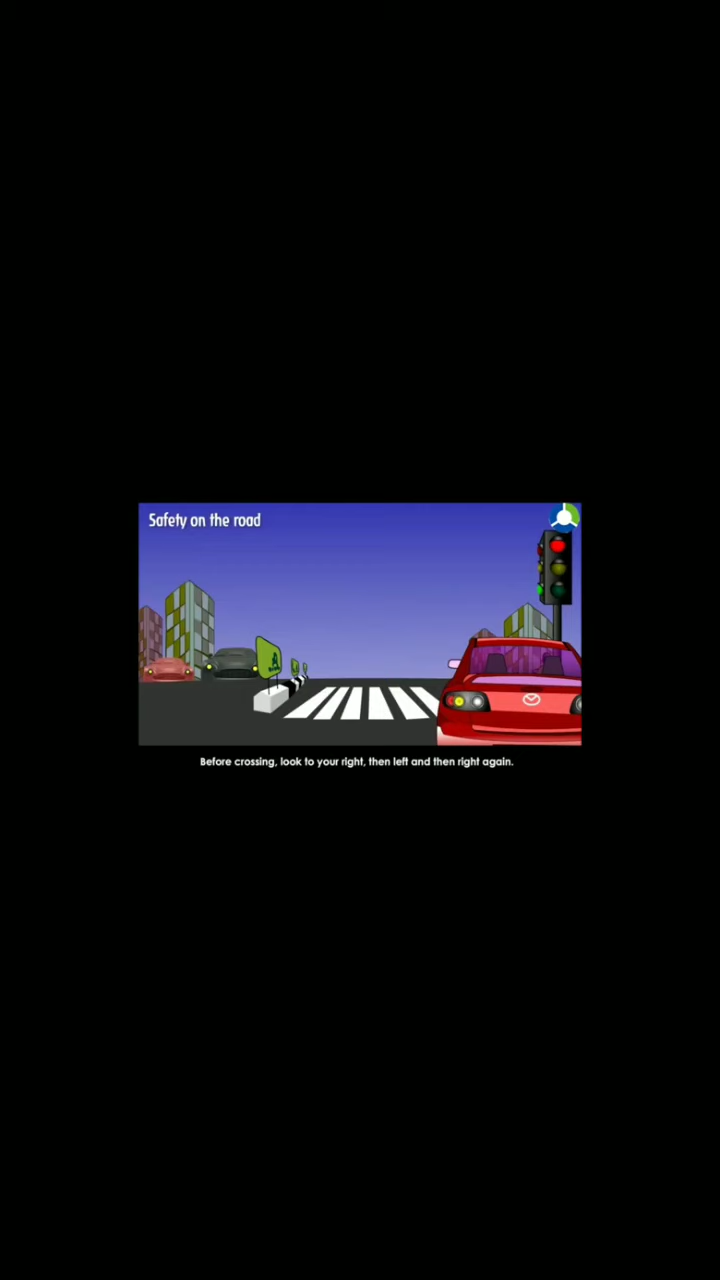 Safety on the road
Before crossing, look to your right, then left and then right again.